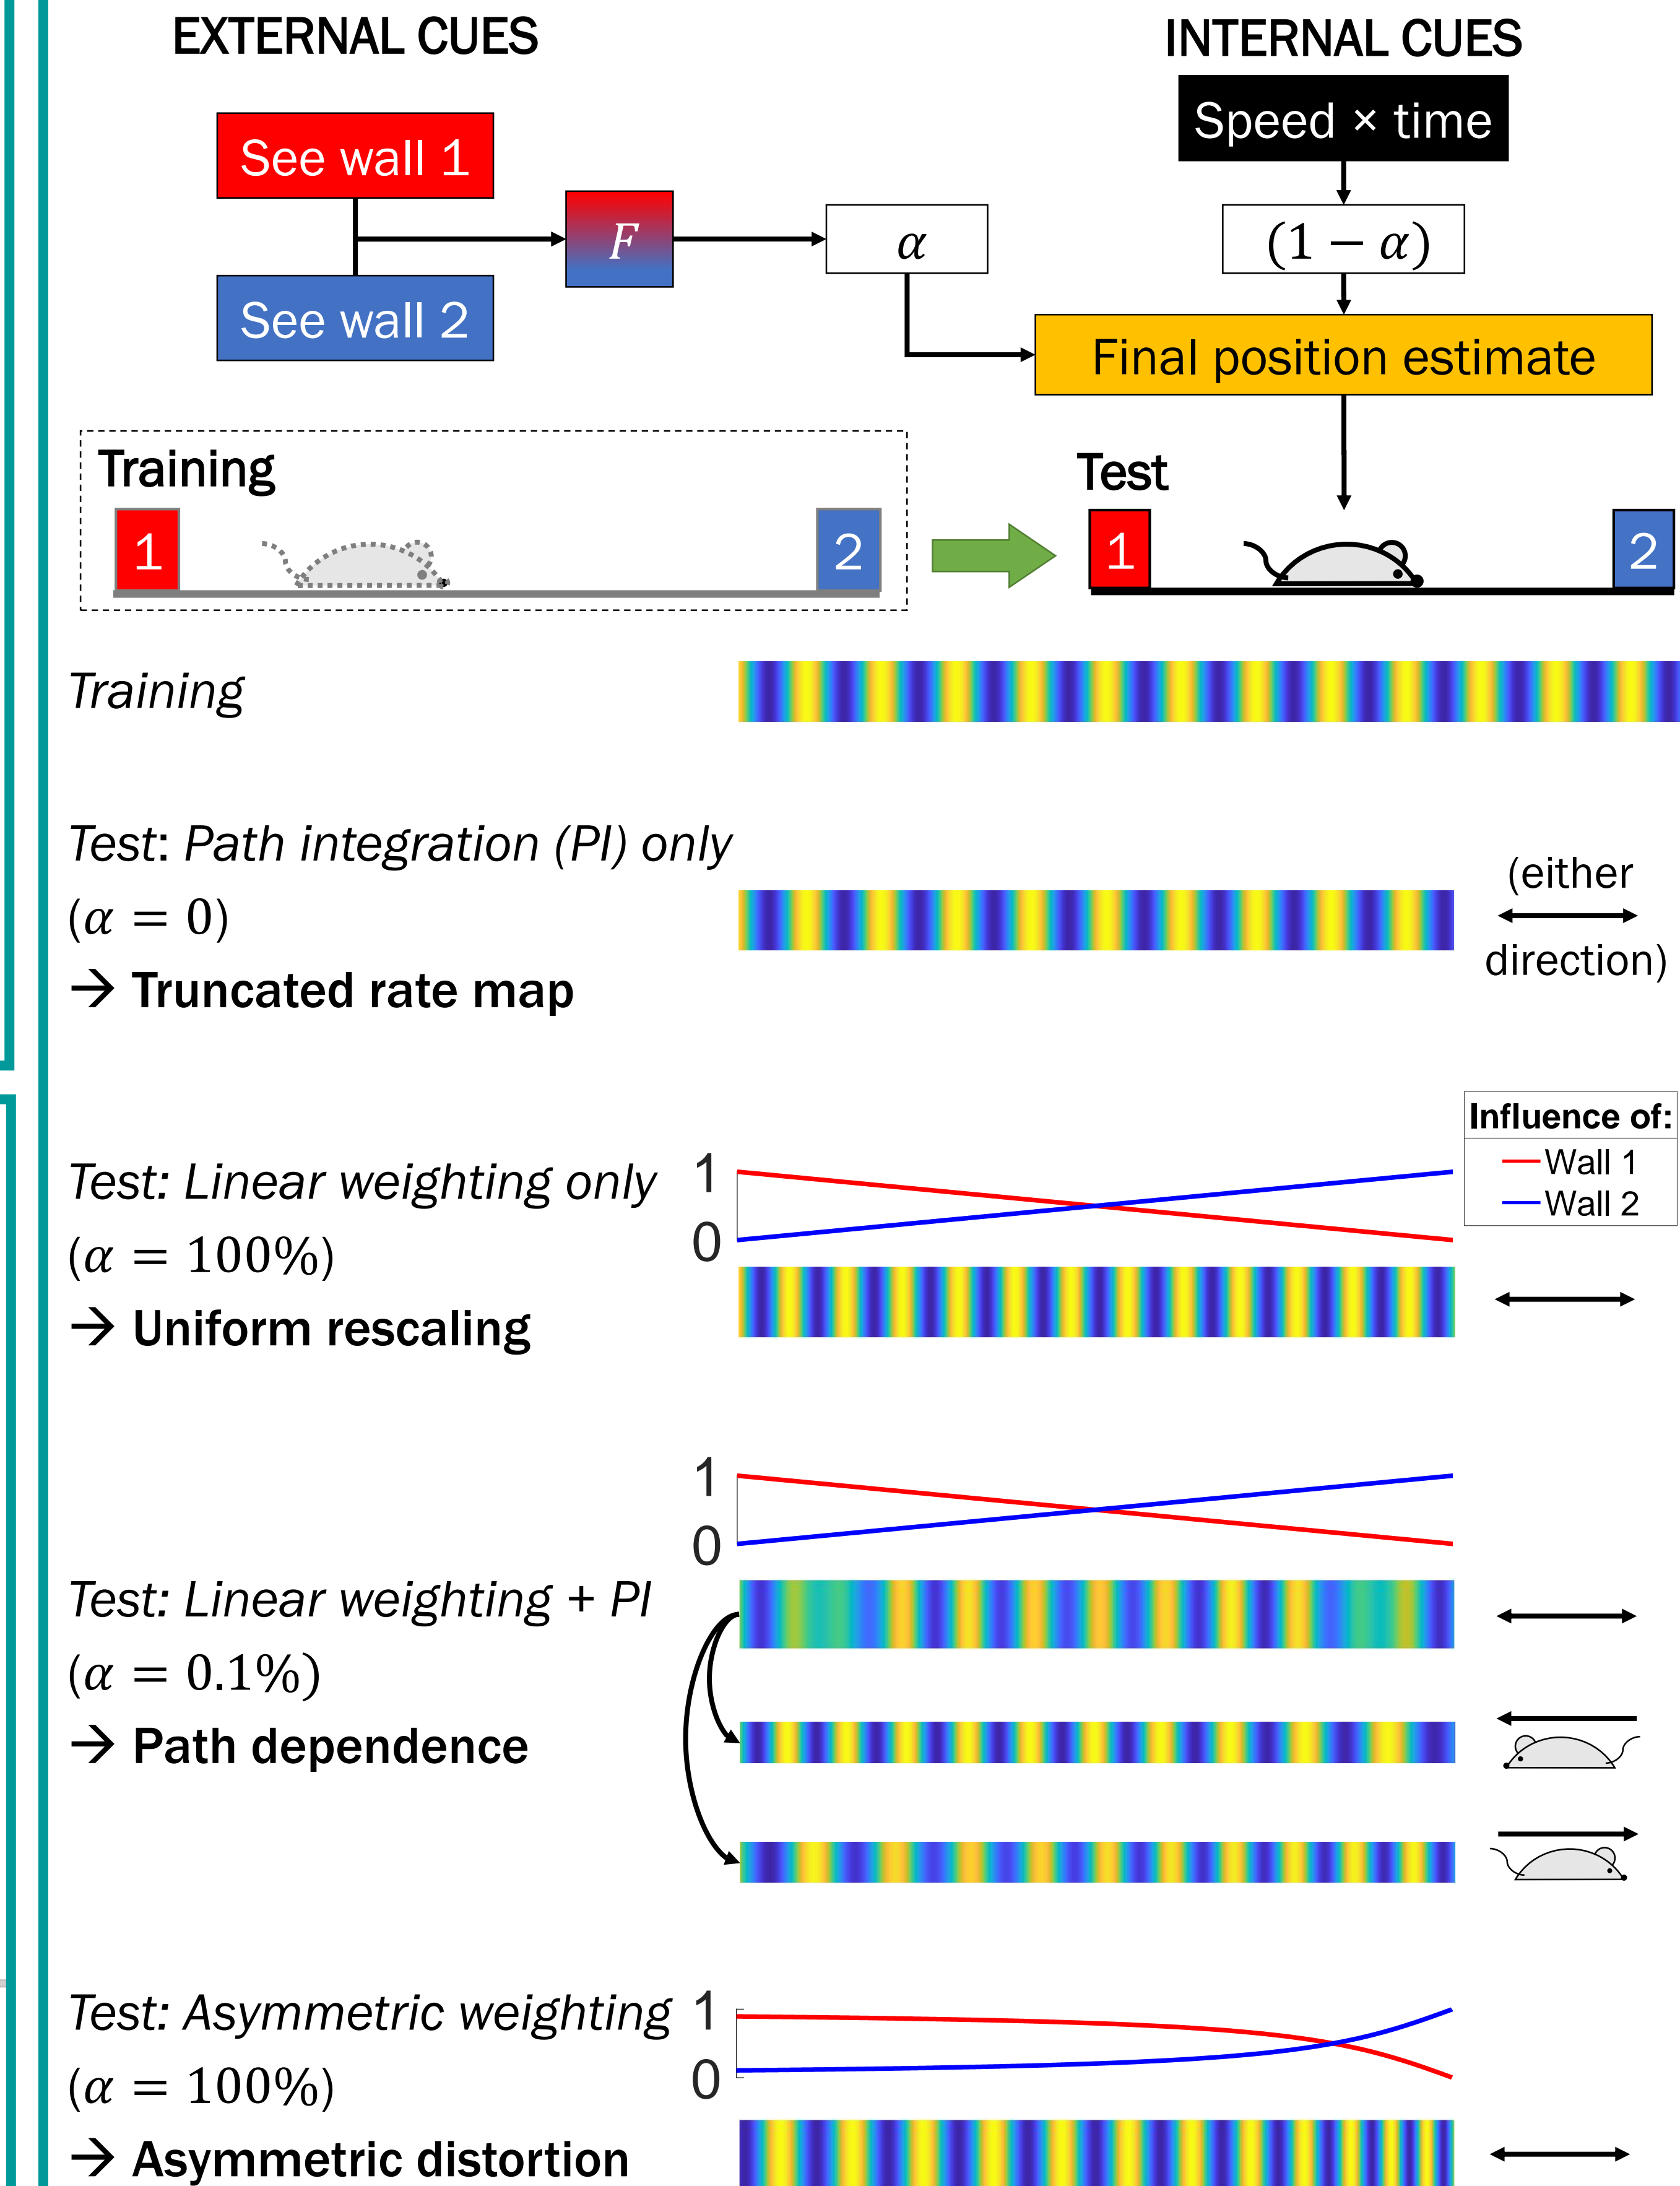 EXTERNAL CUES
INTERNAL CUES
Speed × time
See wall 1
F
α
(1 − α)
See wall 2
Final position estimate
Training
Test
1
2
1
2
Training
Test: Path integration (PI) only
(α = 0)
→ Truncated rate map
(either
direction)
Influence of:
Wall 1
Wall 2
Test: Linear weighting only
(α = 100%)
→ Uniform rescaling
1
0
1
0
Test: Linear weighting + PI
(α = 0.1%)
→ Path dependence
Test: Asymmetric weighting
(α = 100%)
→ Asymmetric distortion
1
0